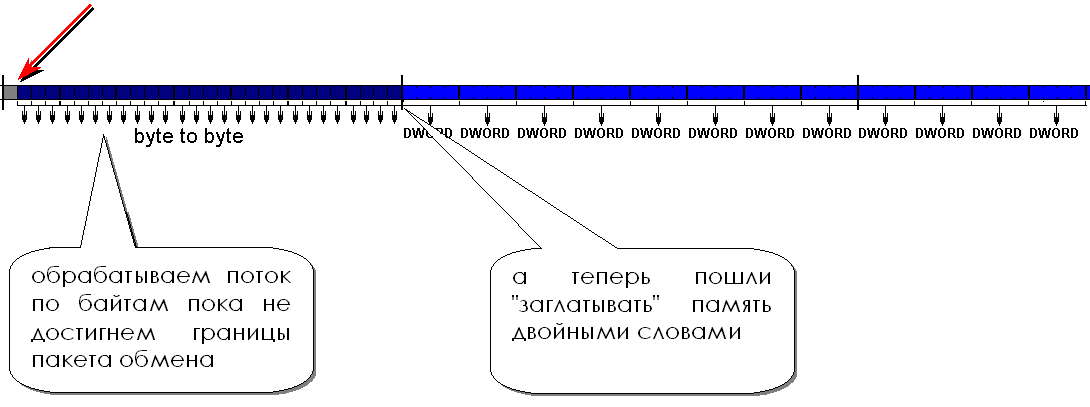 byte to byte
DWORD DWORD DWORD DWORD DWORD DWORD DWORD DWORD DWORD DWORD DWORD DWORD
обрабатываем поток
по байтам пока не
достигнем границы
пакета обмена
а теперь пошли
"заглатывать" память
двойными словами